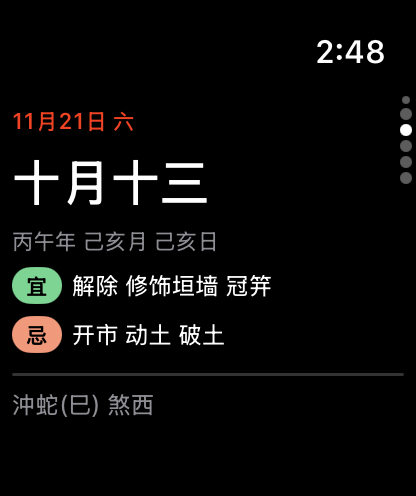 2:48
11月21日 六
十月十三
丙午年 己亥月 己亥日
宜 解除 修饰垣墙 冠笄
忌 开市 动土 破土
沖蛇(巳) 煞西